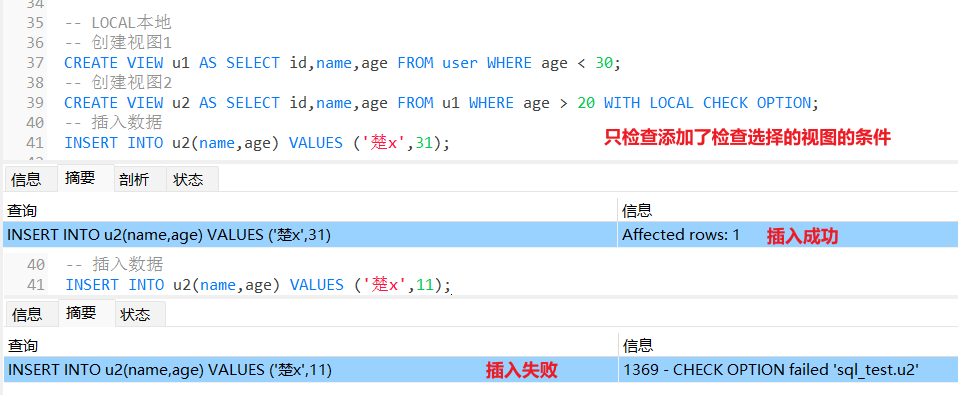 34
35 -- LOCAL本地
36 -- 创建视图1
37 CREATE VIEW u1 AS SELECT id,name,age FROM user WHERE age < 30;
38 -- 创建视图2
39 CREATE VIEW u2 AS SELECT id,name,age FROM u1 WHERE age > 20 WITH LOCAL CHECK OPTION;
40 -- 插入数据
41 INSERT INTO u2(name,age) VALUES ('楚x',31);
只检查添加了检查选择的视图的条件
信息 摘要 剖析 状态
查询 信息
INSERT INTO u2(name,age) VALUES ('楚x',31) Affected rows: 1 插入成功
40 -- 插入数据
41 INSERT INTO u2(name,age) VALUES ('楚x',11);
信息 摘要 状态
查询 信息
INSERT INTO u2(name,age) VALUES ('楚x',11) 插入失败 1369 - CHECK OPTION failed 'sql_test.u2'